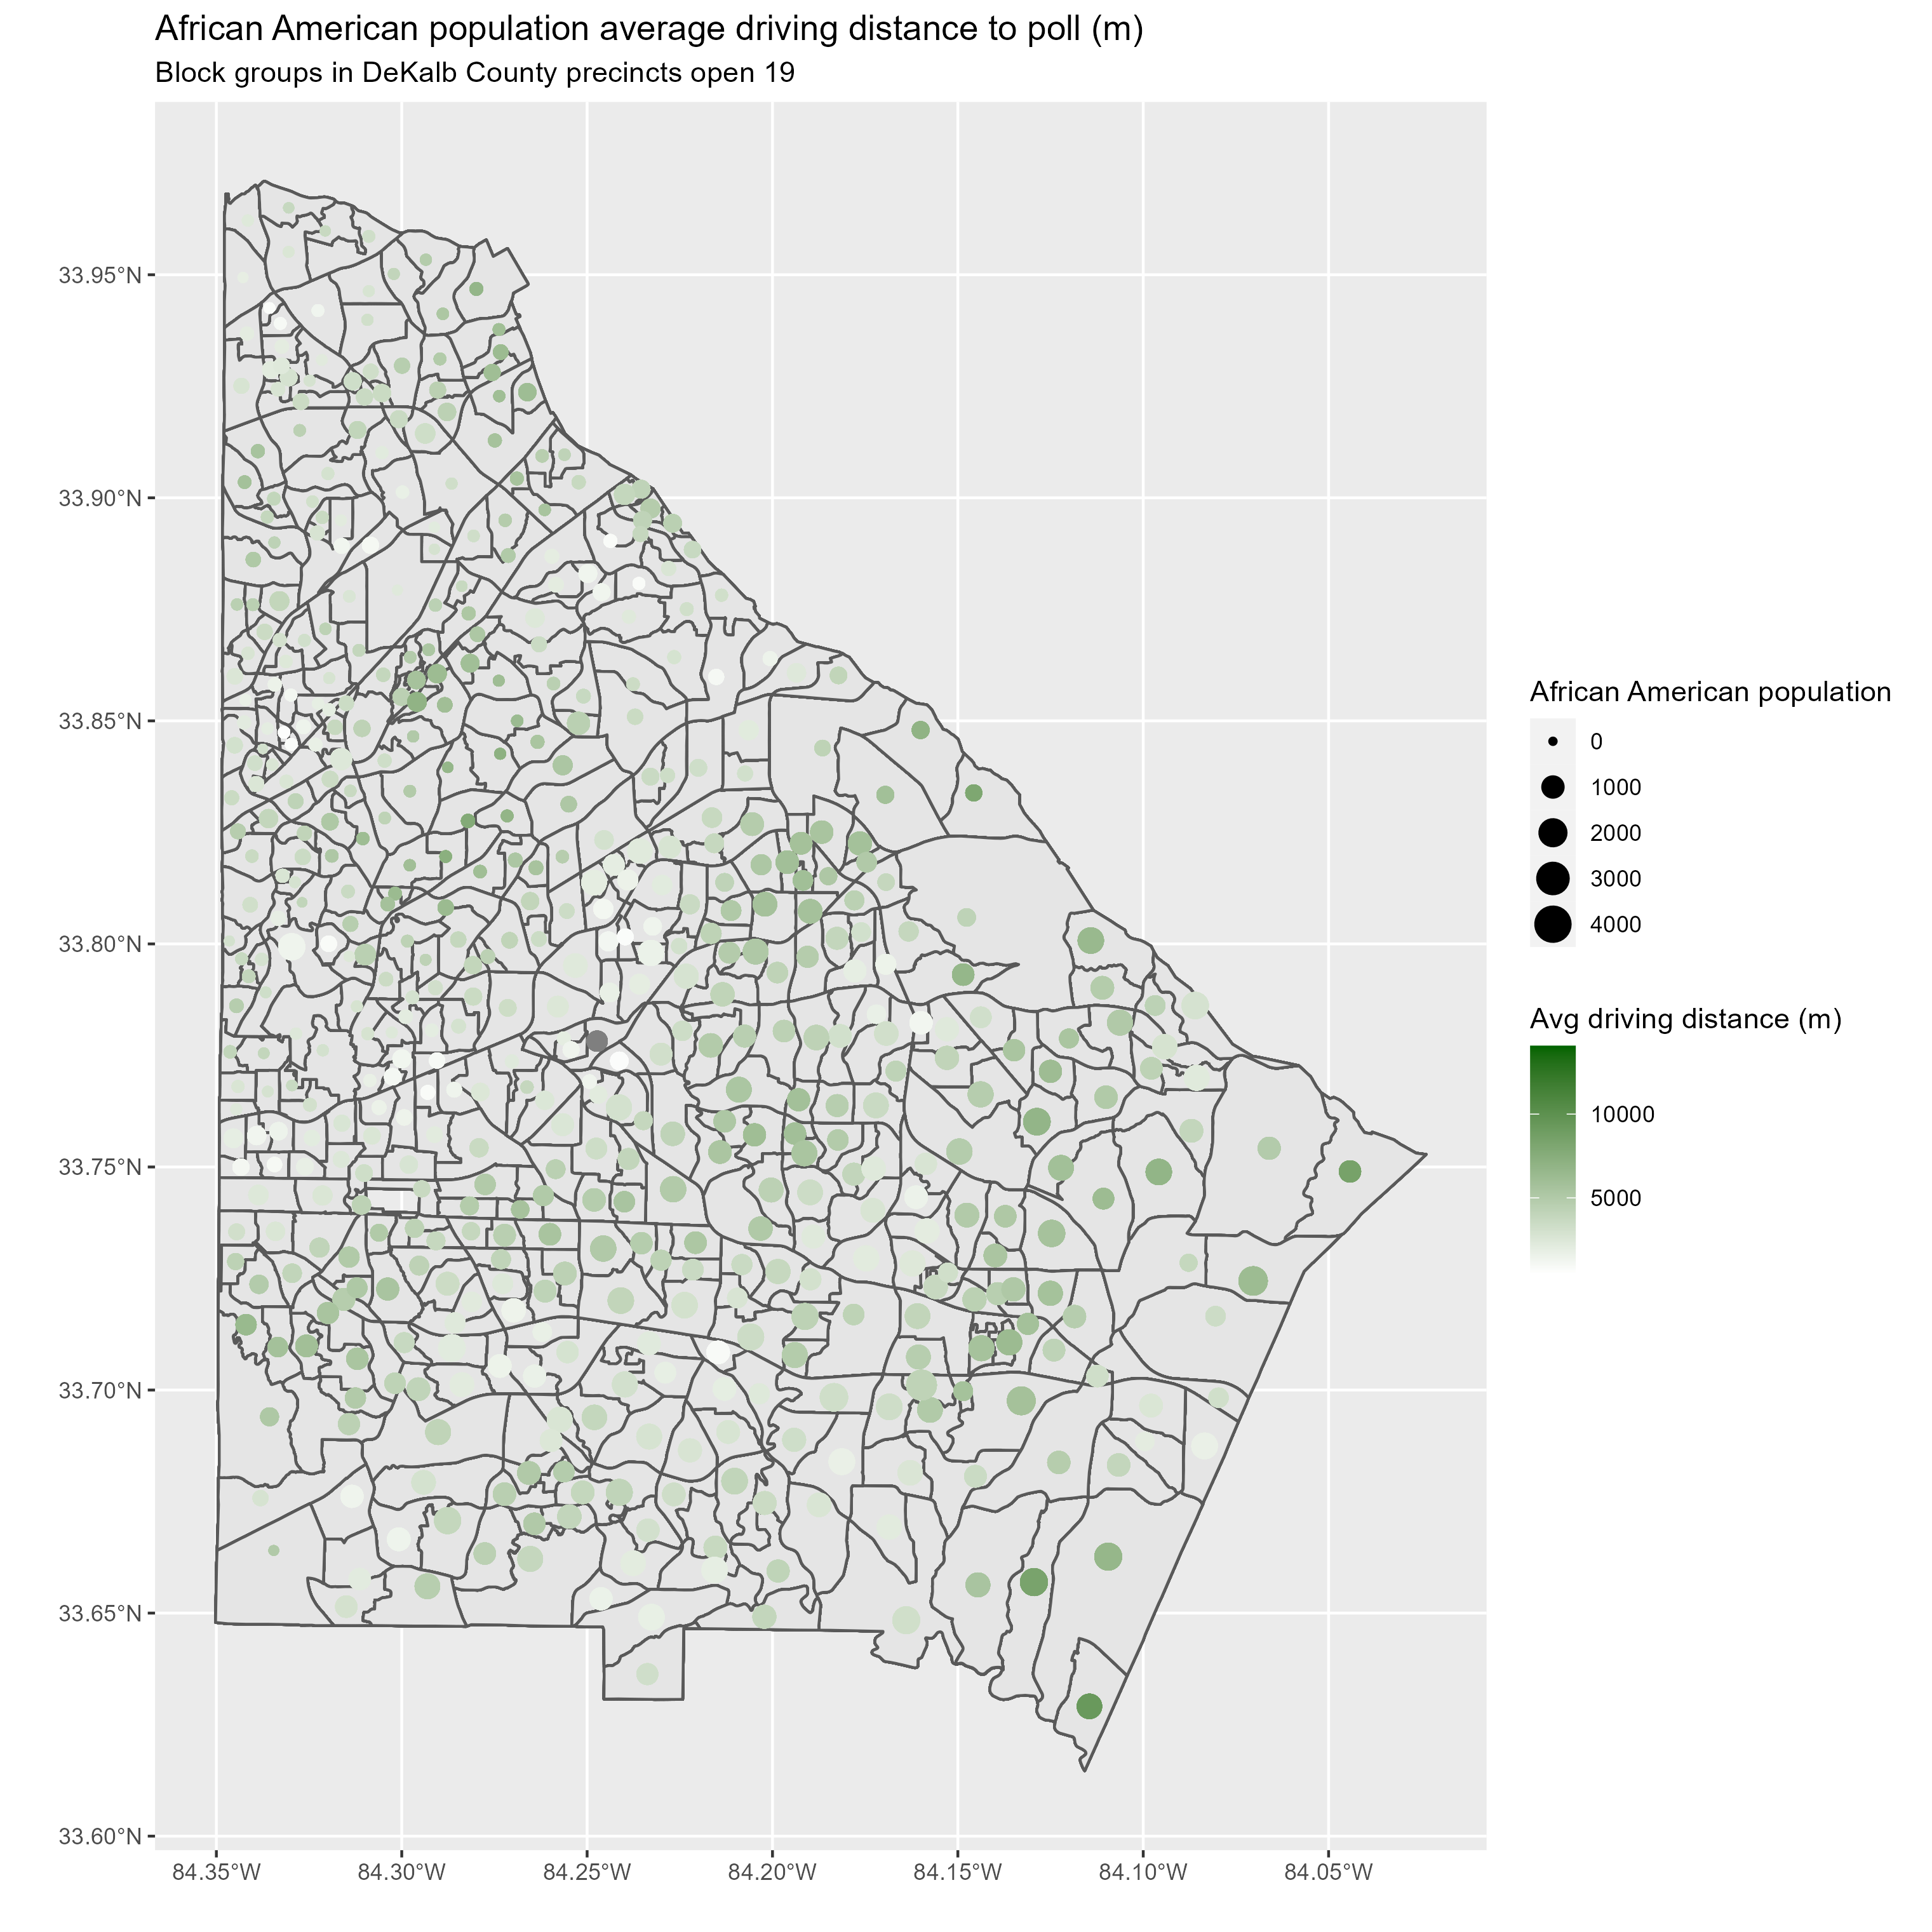 African American population average driving distance to poll (m)
Block groups in DeKalb County precincts open 19
33.95°N
33.90°N
33.85°N
33.80°N
33.75°N
33.70°N
33.65°N
33.60°N
84.35°W
84.30°W
84.25°W
84.20°W
84.15°W
84.10°W
84.05°W
African American population
0
1000
2000
3000
4000
Avg driving distance (m)
10000
5000